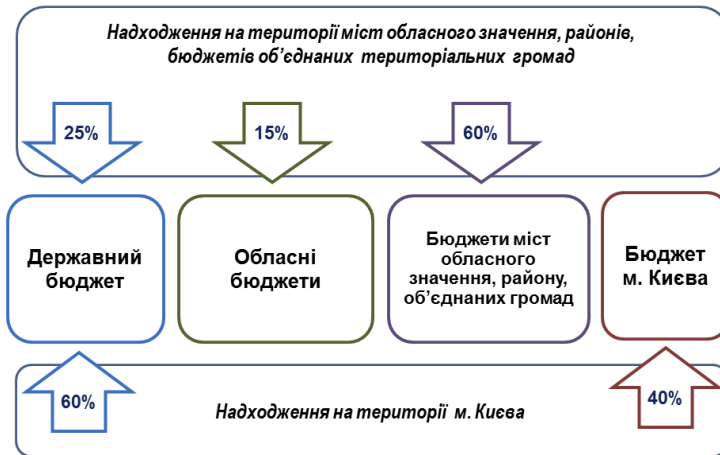 Надходження на території міст обласного значення, районів,
бюджетів об’єднаних територіальних громад
25%
15%
60%
Державний
бюджет
Обласні
бюджети
Бюджети міст
обласного
значення, району,
об’єднаних громад
Бюджет
м. Києва
60%
Надходження на території м. Києва
40%